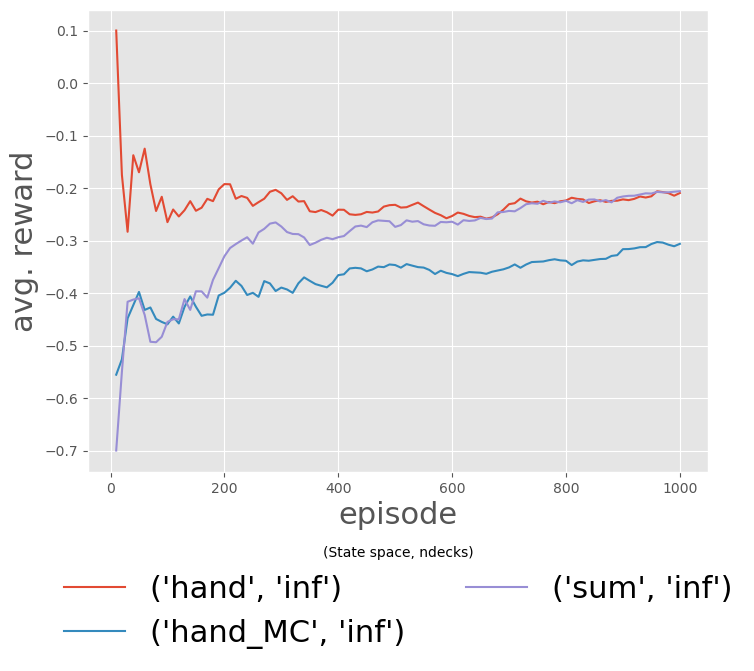 0.1
0.0
−0.1
−0.2
−0.3
−0.4
−0.5
−0.6
−0.7
avg. reward
0 200 400 600 800 1000
episode
(State space, ndecks)
('hand', 'inf') ('sum', 'inf')
('hand_MC', 'inf')